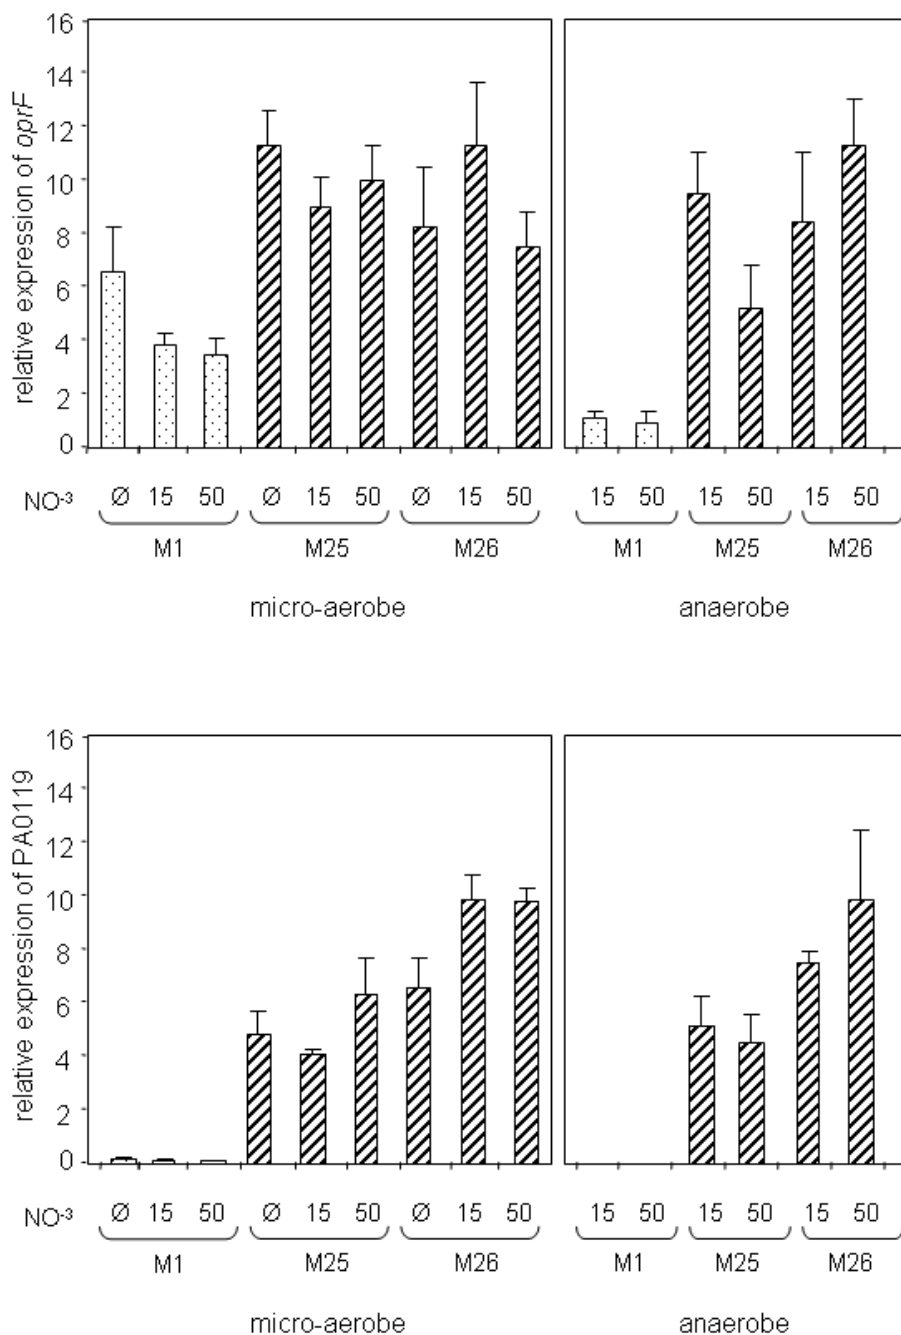 relative expression of oprF
16
14
12
10
8
6
4
2
0
NO⁻³ Ø 15 50 Ø 15 50 Ø 15 50 15 50 15 50 15 50
M1 M25 M26 M1 M25 M26
micro-aerobe anaerobe
relative expression of PA0119
16
14
12
10
8
6
4
2
0
NO⁻³ Ø 15 50 Ø 15 50 Ø 15 50 15 50 15 50 15 50
M1 M25 M26 M1 M25 M26
micro-aerobe anaerobe